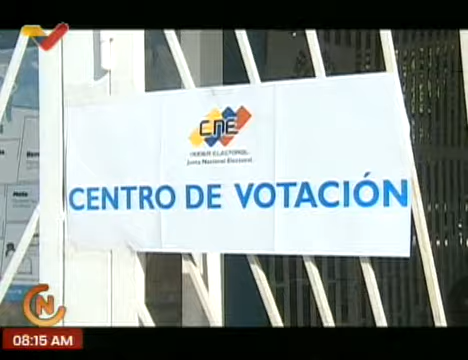 CNE
PODER ELECTORAL
Junta Nacional Electoral
CENTRO DE VOTACIÓN
N
08:15 AM